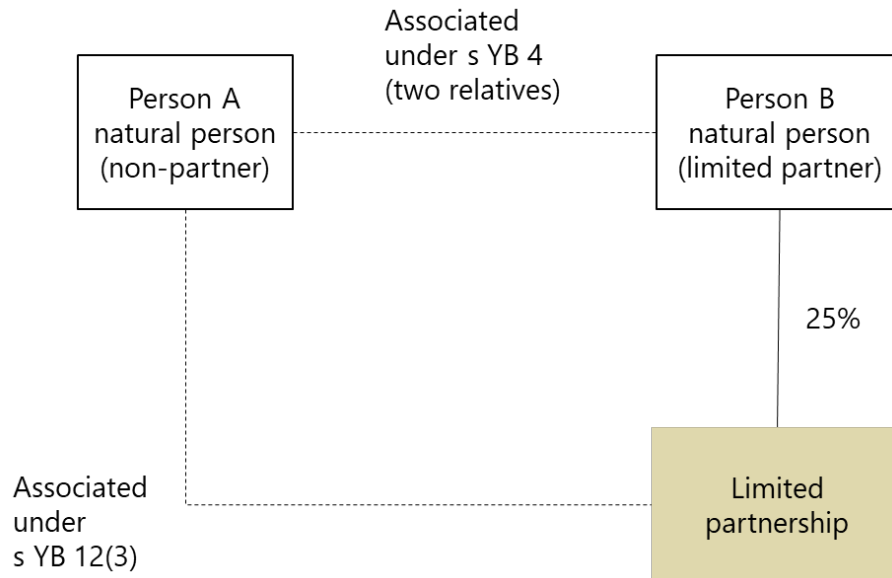 Associated
under s YB 4
(two relatives)
Person A
natural person
(non-partner)
Person B
natural person
(limited partner)
25%
Associated
under
s YB 12(3)
Limited
partnership